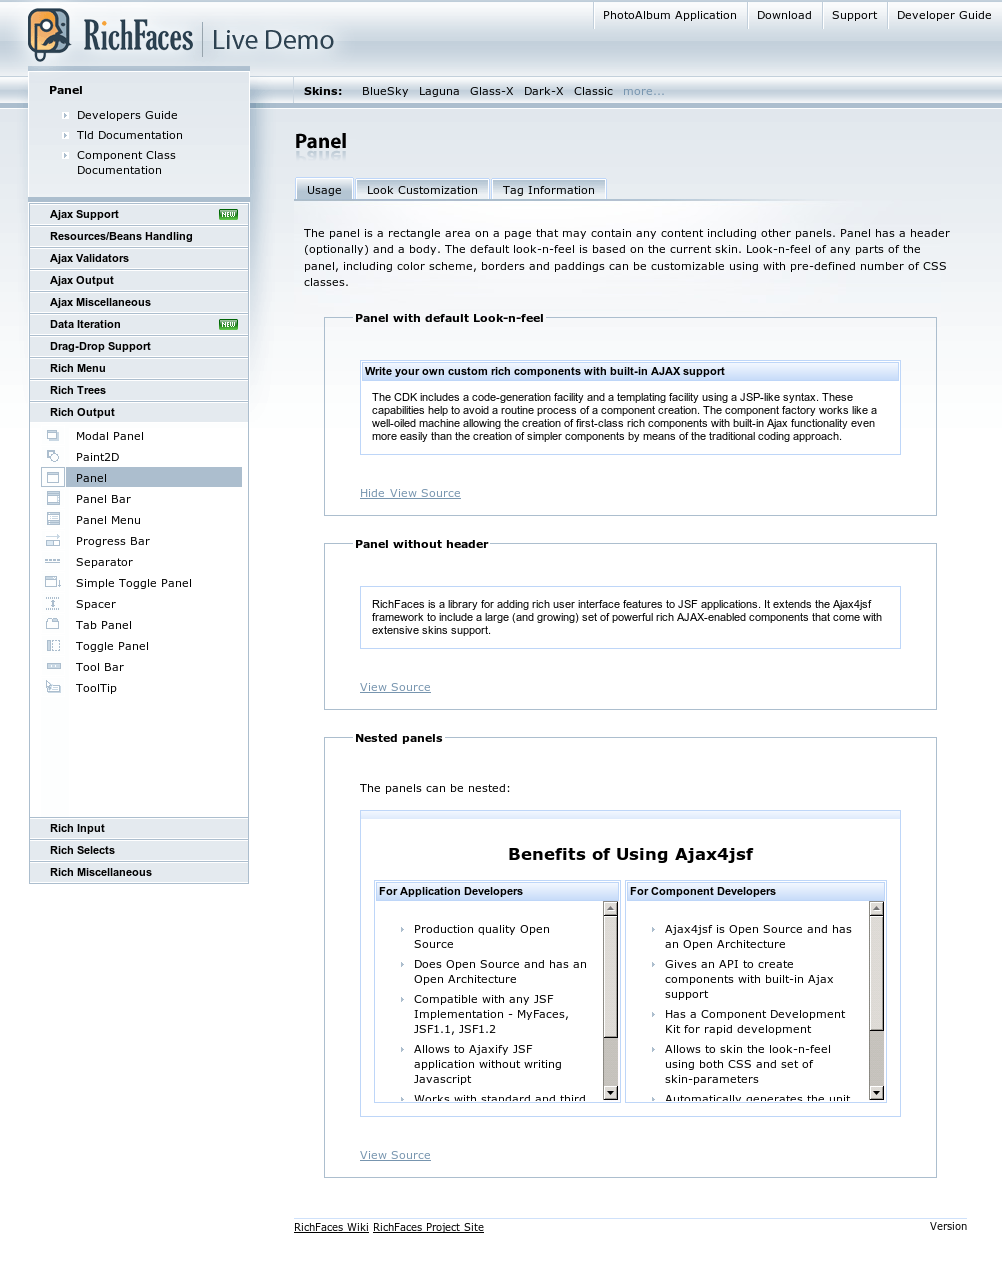 RichFaces Live Demo
PhotoAlbum Application Download Support Developer Guide
Panel
Developers Guide
Tld Documentation
Component Class
Documentation
Skins: BlueSky Laguna Glass-X Dark-X Classic more...
Ajax Support NEW
Resources/Beans Handling
Ajax Validators
Ajax Output
Ajax Miscellaneous
Data Iteration NEW
Drag-Drop Support
Rich Menu
Rich Trees
Rich Output
Modal Panel
Paint2D
Panel
Panel Bar
Panel Menu
Progress Bar
Separator
Simple Toggle Panel
Spacer
Tab Panel
Toggle Panel
Tool Bar
ToolTip
Rich Input
Rich Selects
Rich Miscellaneous
Panel
Usage Look Customization Tag Information
The panel is a rectangle area on a page that may contain any content including other panels. Panel has a header
(optionally) and a body. The default look-n-feel is based on the current skin. Look-n-feel of any parts of the
panel, including color scheme, borders and paddings can be customizable using with pre-defined number of CSS
classes.
Panel with default Look-n-feel
Write your own custom rich components with built-in AJAX support
The CDK includes a code-generation facility and a templating facility using a JSP-like syntax. These
capabilities help to avoid a routine process of a component creation. The component factory works like a
well-oiled machine allowing the creation of first-class rich components with built-in Ajax functionality even
more easily than the creation of simpler components by means of the traditional coding approach.
Hide View Source
Panel without header
RichFaces is a library for adding rich user interface features to JSF applications. It extends the Ajax4jsf
framework to include a large (and growing) set of powerful rich AJAX-enabled components that come with
extensive skins support.
View Source
Nested panels
The panels can be nested:
Benefits of Using Ajax4jsf
For Application Developers
Production quality Open
Source
Does Open Source and has an
Open Architecture
Compatible with any JSF
Implementation - MyFaces,
JSF1.1, JSF1.2
Allows to Ajaxify JSF
application without writing
Javascript
Works with standard and third
For Component Developers
Ajax4jsf is Open Source and has
an Open Architecture
Gives an API to create
components with built-in Ajax
support
Has a Component Development
Kit for rapid development
Allows to skin the look-n-feel
using both CSS and set of
skin-parameters
Automatically generates the unit
View Source
RichFaces Wiki RichFaces Project Site Version